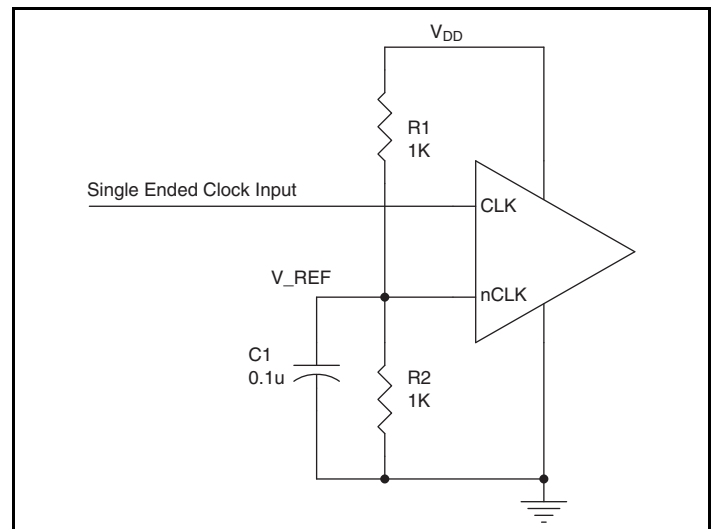 VDD
R1
1K
Single Ended Clock Input
CLK
V_REF
nCLK
C1
0.1u
R2
1K